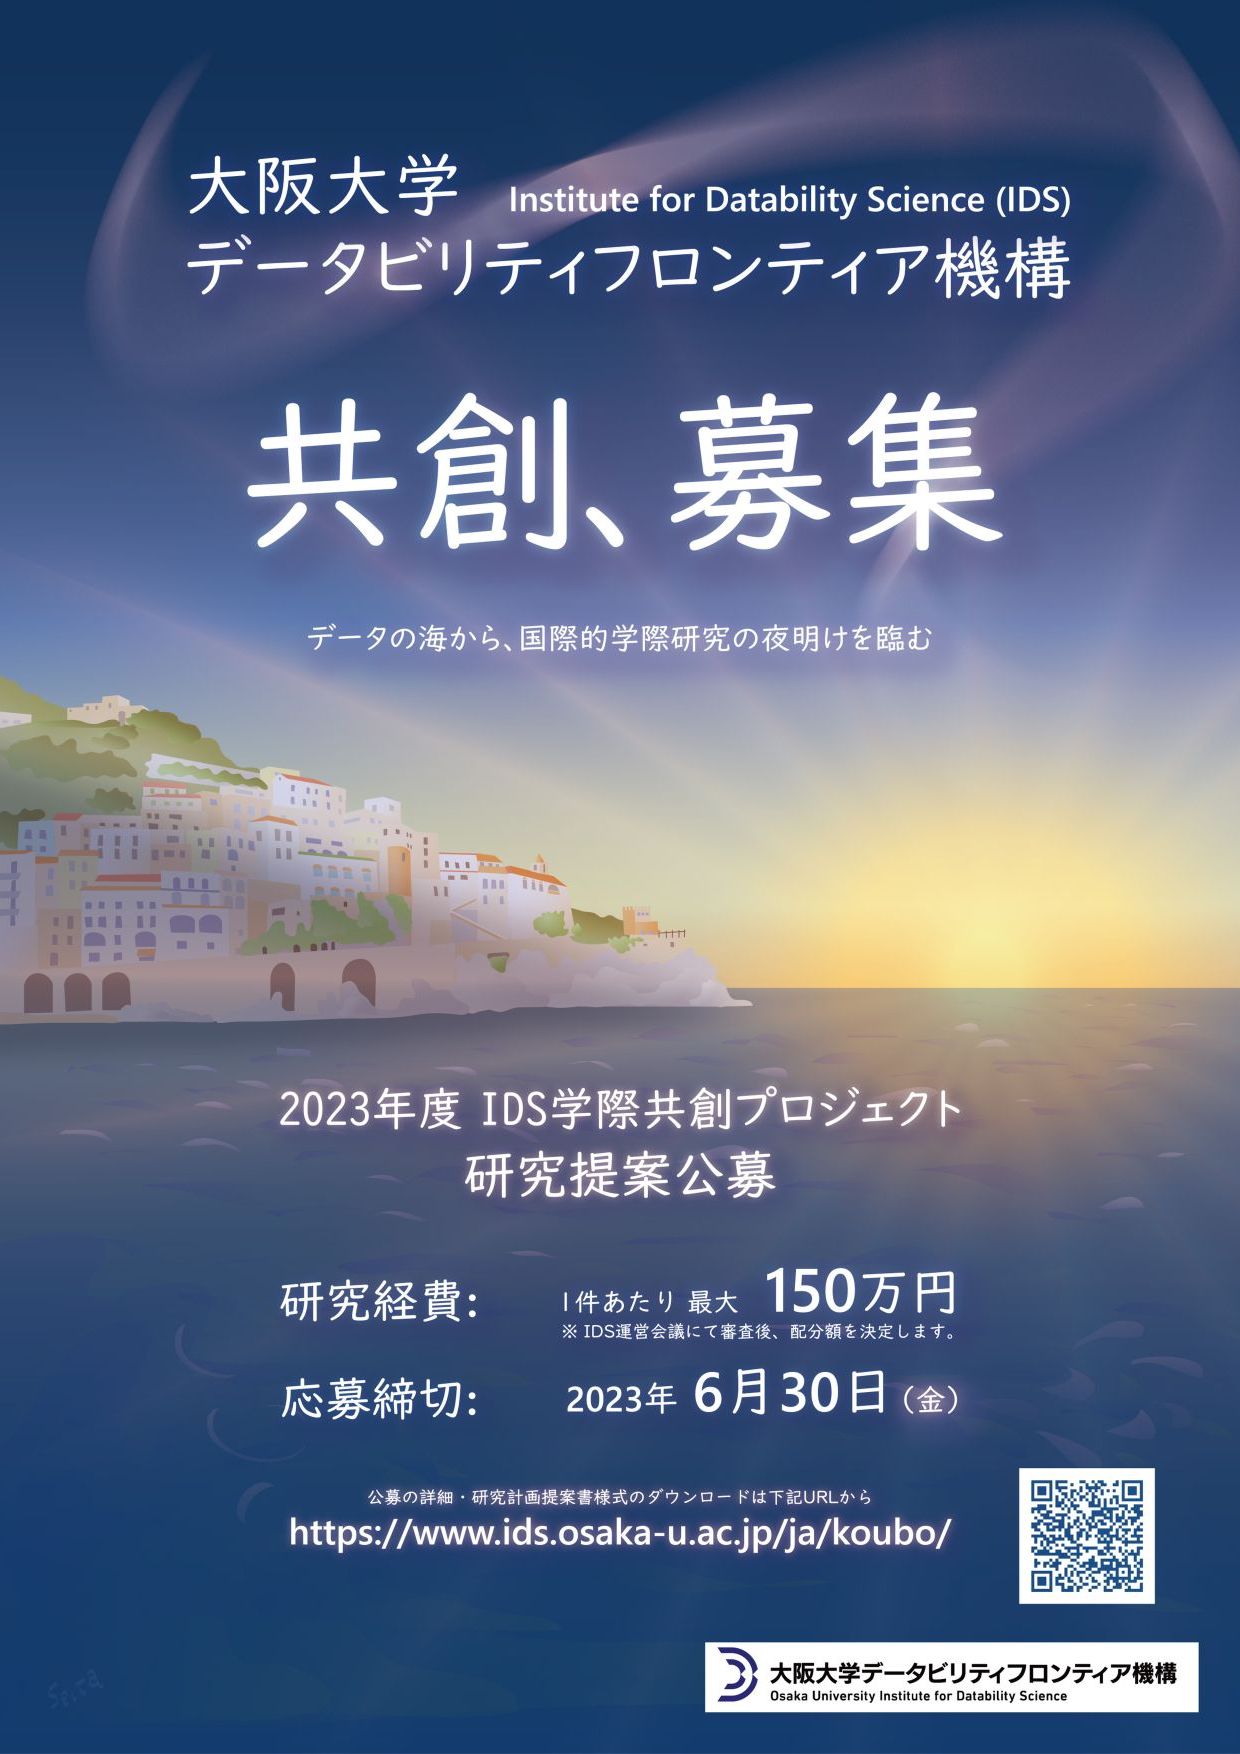 大阪大学 Institute for Datability Science (IDS)
データビリティフロンティア機構
共創、募集
データの海から、国際的学際研究の夜明けを臨む
2023年度 IDS学際共創プロジェクト
研究提案公募
研究経費: 1件あたり 最大 150万円
※ IDS運営会議にて審査後、配分額を決定します。
応募締切: 2023年 6月30日（金）
公募の詳細・研究計画提案書様式のダウンロードは下記URLから
https://www.ids.osaka-u.ac.jp/ja/koubo/
大阪大学データビリティフロンティア機構
Osaka University Institute for Datability Science
Seita